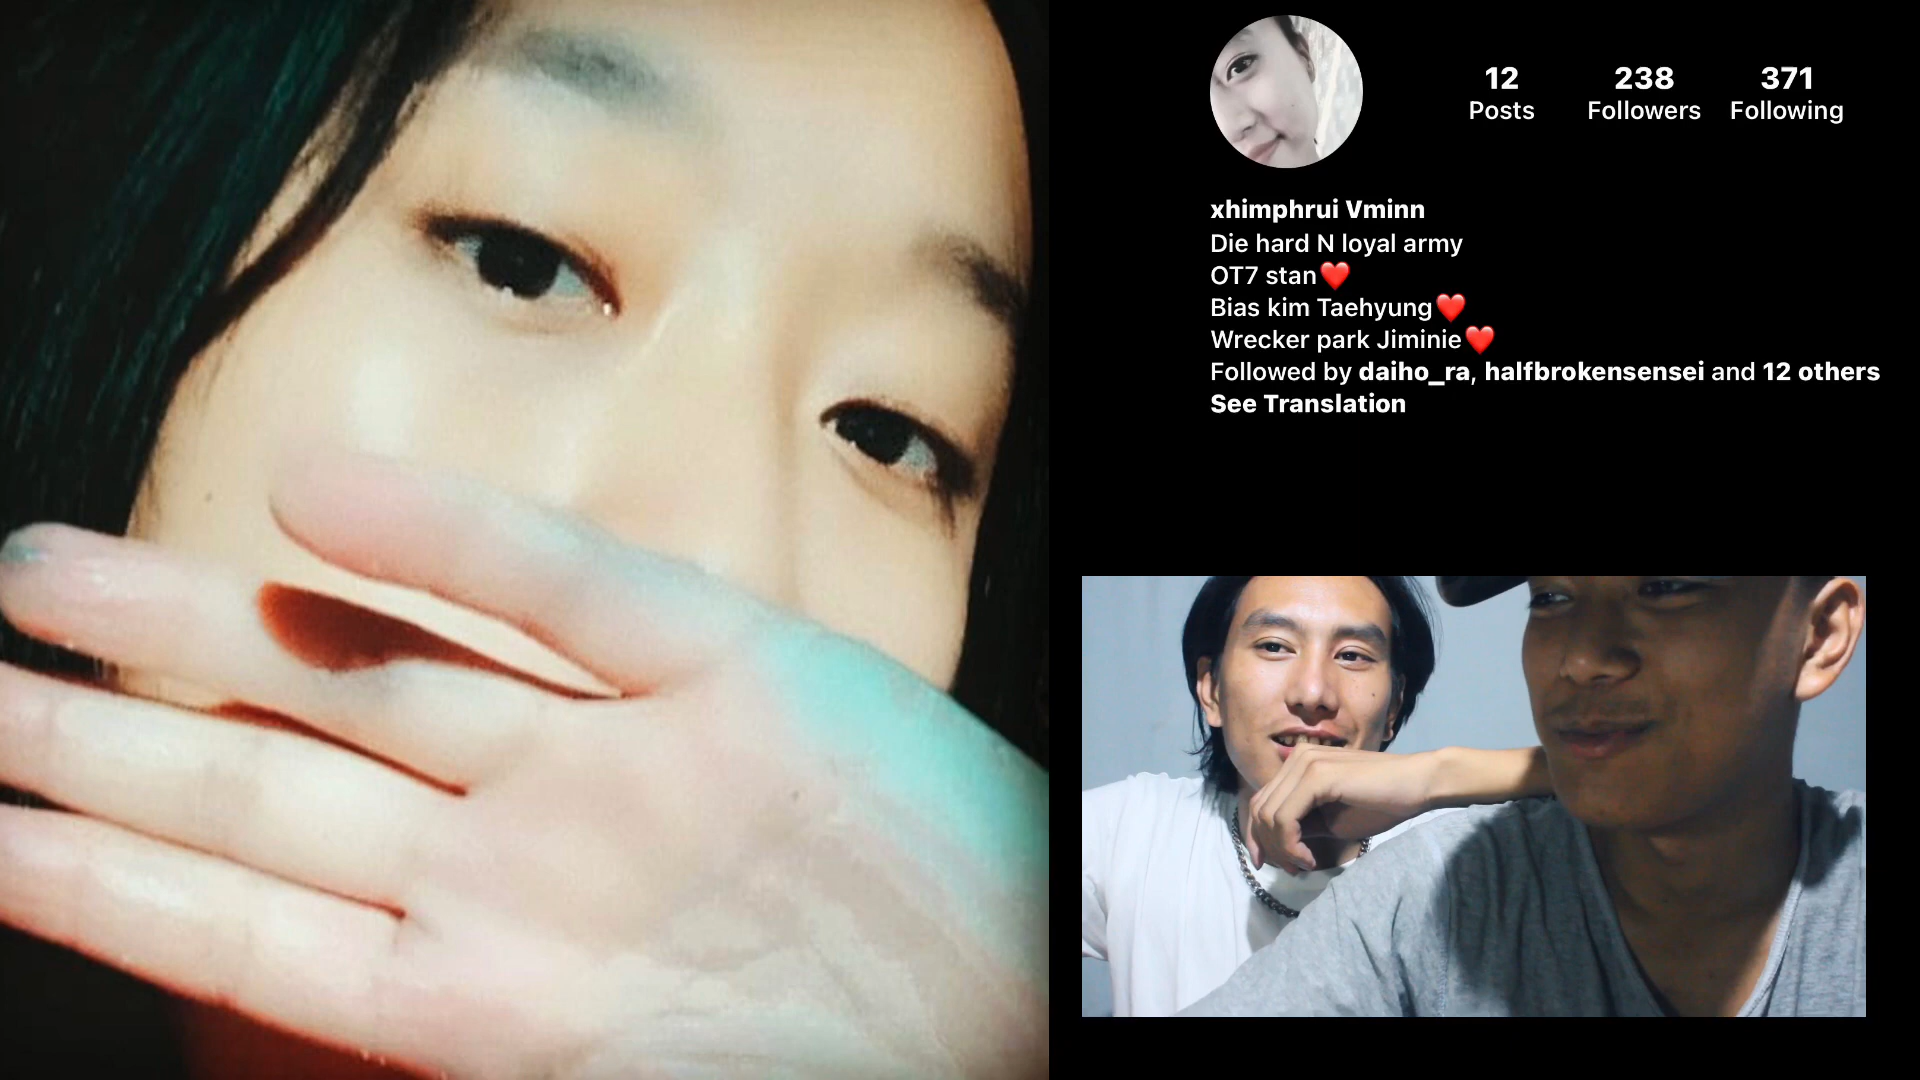 12 238 371
Posts Followers Following
xhimphrui Vminn
Die hard N loyal army
OT7 stan❤️
Bias kim Taehyung❤️
Wrecker park Jiminie❤️
Followed by daiho_ra, halfbrokensensei and 12 others
See Translation